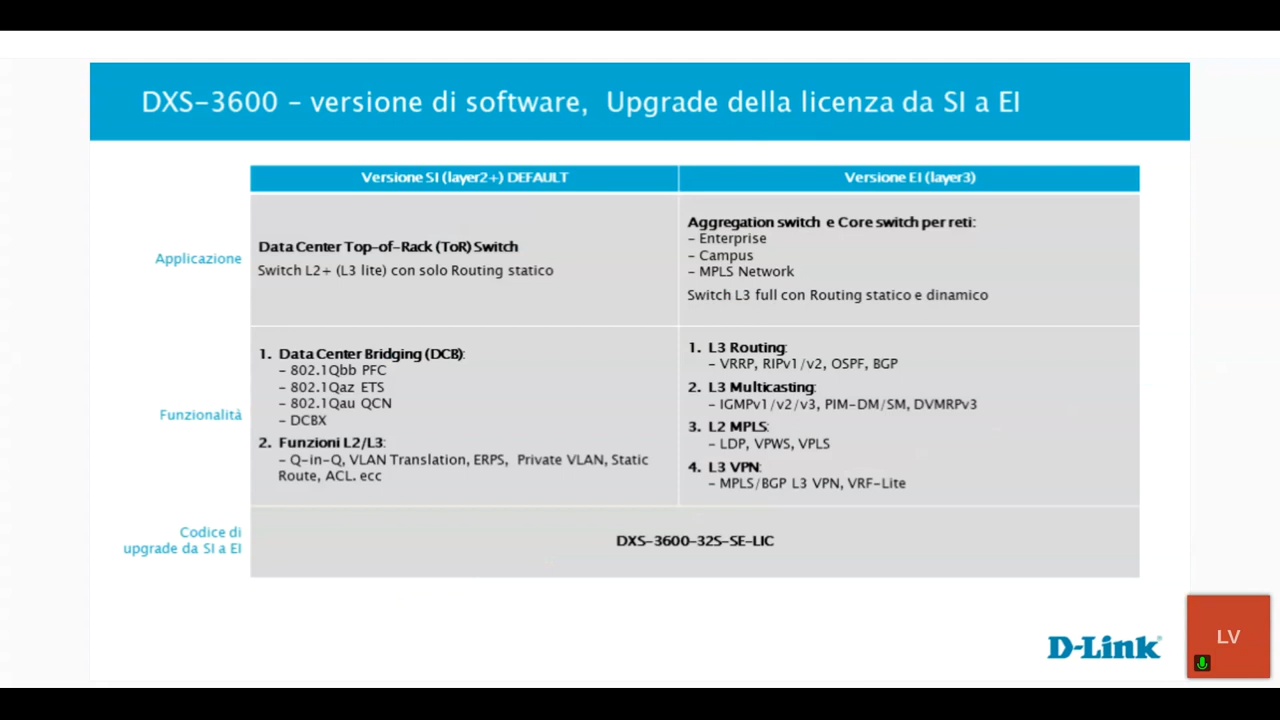 DXS-3600 – versione di software, Upgrade della licenza da SI a EI
Versione SI (layer2+) DEFAULT
Versione EI (layer3)
Applicazione
Data Center Top-of-Rack (ToR) Switch
Switch L2+ (L3 lite) con solo Routing statico
Aggregation switch e Core switch per reti:
- Enterprise
- Campus
- MPLS Network
Switch L3 full con Routing statico e dinamico
Funzionalità
1. Data Center Bridging (DCB):
- 802.1Qbb PFC
- 802.1Qaz ETS
- 802.1Qau QCN
- DCBX
2. Funzioni L2/L3:
- Q-in-Q, VLAN Translation, ERPS, Private VLAN, Static
Route, ACL. ecc
1. L3 Routing:
- VRRP, RIPv1/v2, OSPF, BGP
2. L3 Multicasting:
- IGMPv1/v2/v3, PIM-DM/SM, DVMRPv3
3. L2 MPLS:
- LDP, VPWS, VPLS
4. L3 VPN:
- MPLS/BGP L3 VPN, VRF-Lite
Codice di
upgrade da SI a EI
DXS-3600-32S-SE-LIC
D-Link
LV